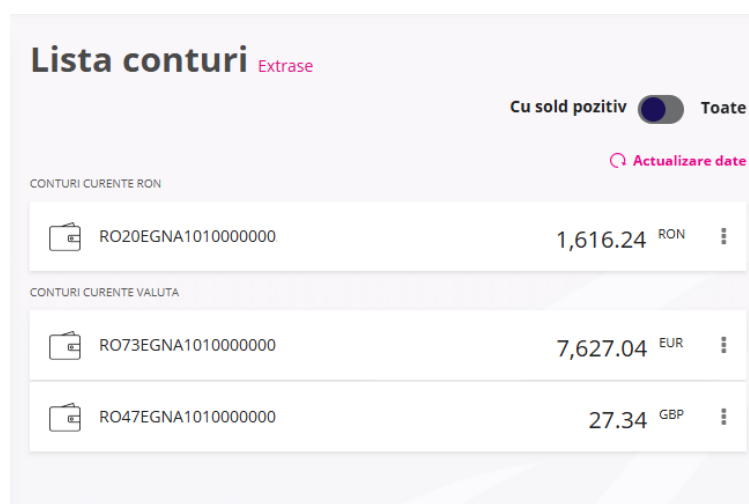 Lista conturi Extrase
Cu sold pozitiv Toate
Actualizare date
CONTURI CURENTE RON
RO20EGNA1010000000 1,616.24 RON
CONTURI CURENTE VALUTA
RO73EGNA1010000000 7,627.04 EUR
RO47EGNA1010000000 27.34 GBP